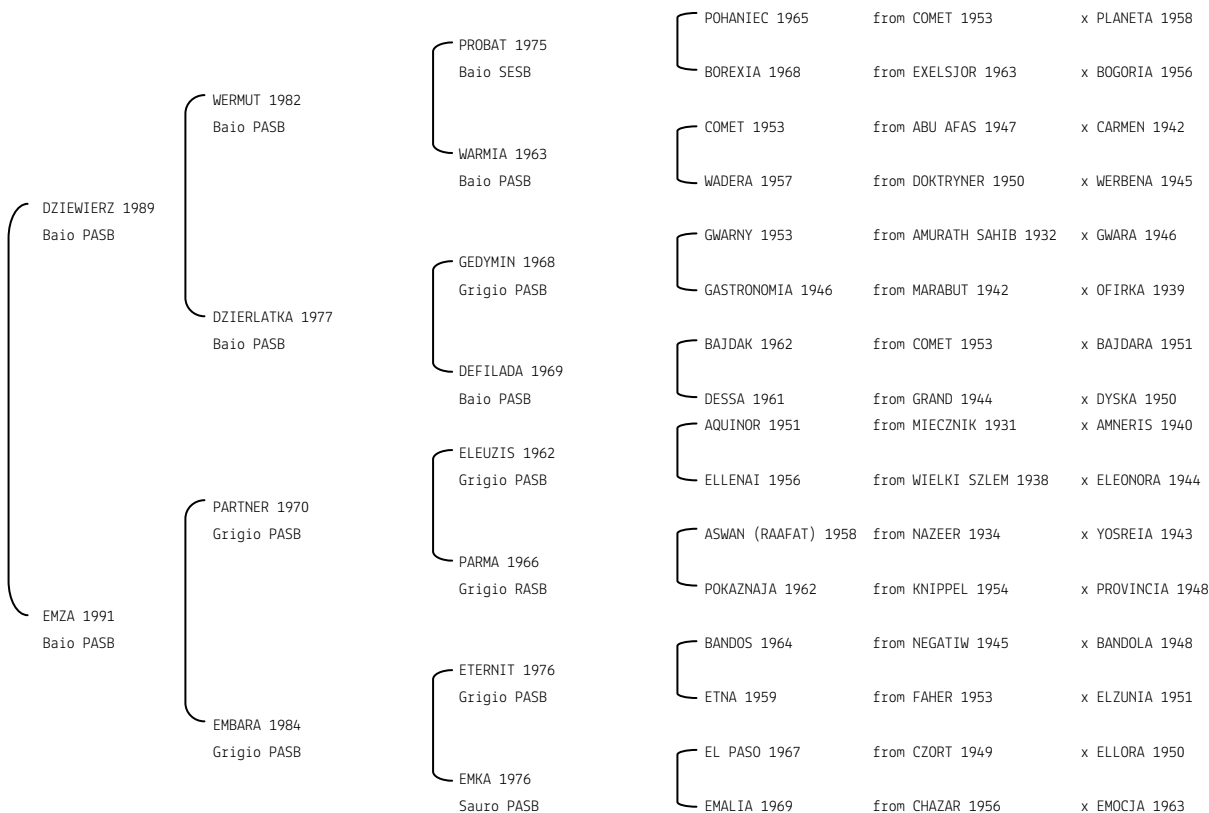 POHANIEC 1965 from COMET 1953 x PLANETA 1958
PROBAT 1975
Baio SESB
BOREXIA 1968 from EXELSJOR 1963 x BOGORIA 1956
WERMUT 1982
Baio PASB
COMET 1953 from ABU AFAS 1947 x CARMEN 1942
WARMIA 1963
Baio PASB
WADERA 1957 from DOKTRYNER 1950 x WERBENA 1945
DZIEWIERZ 1989
Baio PASB
GWARNY 1953 from AMURATH SAHIB 1932 x GWARA 1946
GEDYMIN 1968
Grigio PASB
GASTRONOMIA 1946 from MARABUT 1942 x OFIRKA 1939
DZIERLATKA 1977
Baio PASB
BAJDAK 1962 from COMET 1953 x BAJDARA 1951
DEFILADA 1969
Baio PASB
DESSA 1961 from GRAND 1944 x DYSKA 1950
AQUINOR 1951 from MIECZNIK 1931 x AMNERIS 1940
ELEUZIS 1962
Grigio PASB
ELLENAI 1956 from WIELKI SZLEM 1938 x ELEONORA 1944
PARTNER 1970
Grigio PASB
ASWAN (RAAFAT) 1958 from NAZEER 1934 x YOSREIA 1943
PARMA 1966
Grigio RASB
POKAZNAJA 1962 from KNIPPEL 1954 x PROVINCIA 1948
EMZA 1991
Baio PASB
BANDOS 1964 from NEGATIW 1945 x BANDOLA 1948
ETERNIT 1976
Grigio PASB
ETNA 1959 from FAHER 1953 x ELZUNIA 1951
EMBARA 1984
Grigio PASB
EL PASO 1967 from CZORT 1949 x ELLORA 1950
EMKA 1976
Sauro PASB
EMALIA 1969 from CHAZAR 1956 x EMOCJA 1963